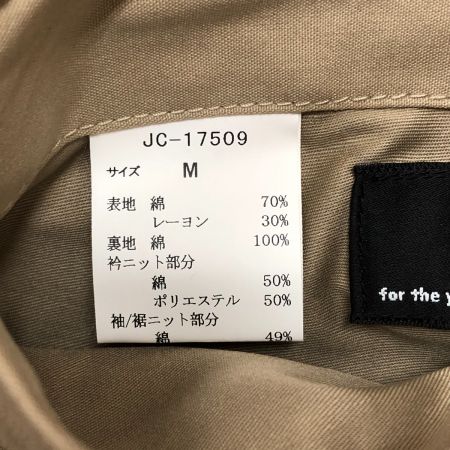 JC-17509
サイズ M
表地 綿 70%
レーヨン 30%
裏地 綿 100%
衿ニット部分
綿 50%
ポリエステル 50%
袖/裾ニット部分
綿 49%
for the y